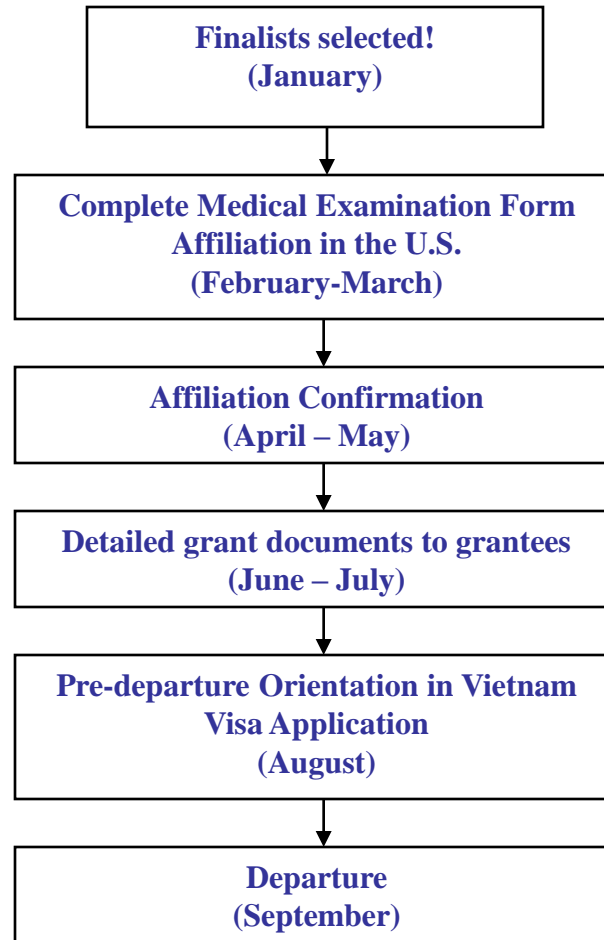 Finalists selected!
(January)
Complete Medical Examination Form
Affiliation in the U.S.
(February-March)
Affiliation Confirmation
(April – May)
Detailed grant documents to grantees
(June – July)
Pre-departure Orientation in Vietnam
Visa Application
(August)
Departure
(September)